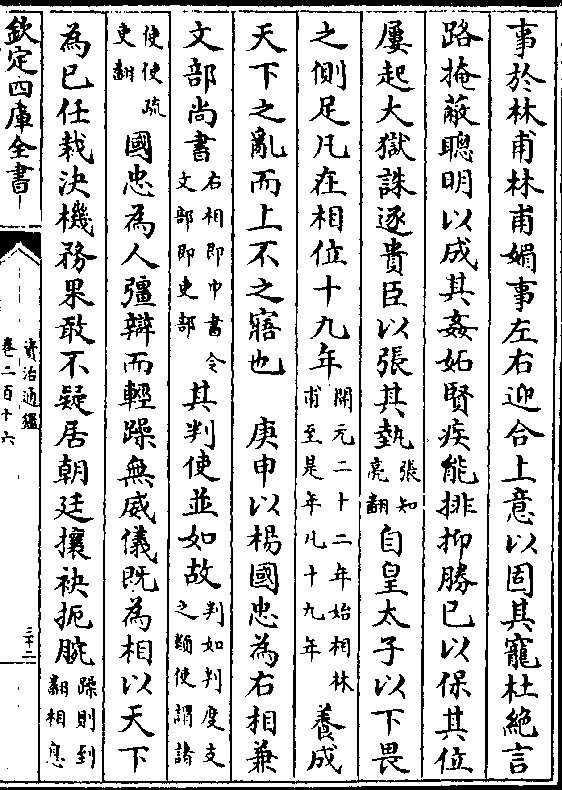 事於林甫林甫媚事左右迎合上意以固其寵杜絕言
路掩蔽聰明以成其姦妬賢疾能排抑勝已以保其位
屢起大獄誅逐貴臣以張其勢張知亮翻自皇太子以下畏
之側足凡在相位十九年開元二十二年始相林甫至是年凡十九年養成
天下之亂而上不之寤也 庚申以楊國忠為右相兼
文部尚書右相即中書令文部即吏部其判使並如故判如判度支之類使謂諸
使使疏吏翻國忠為人彊辯而輕躁無威儀既為相以天下
為已任裁決機務果敢不疑居朝廷攘袂扼腕躁則到翻相息
欽定四庫全書
資治通鑑
卷二百十六
三十二